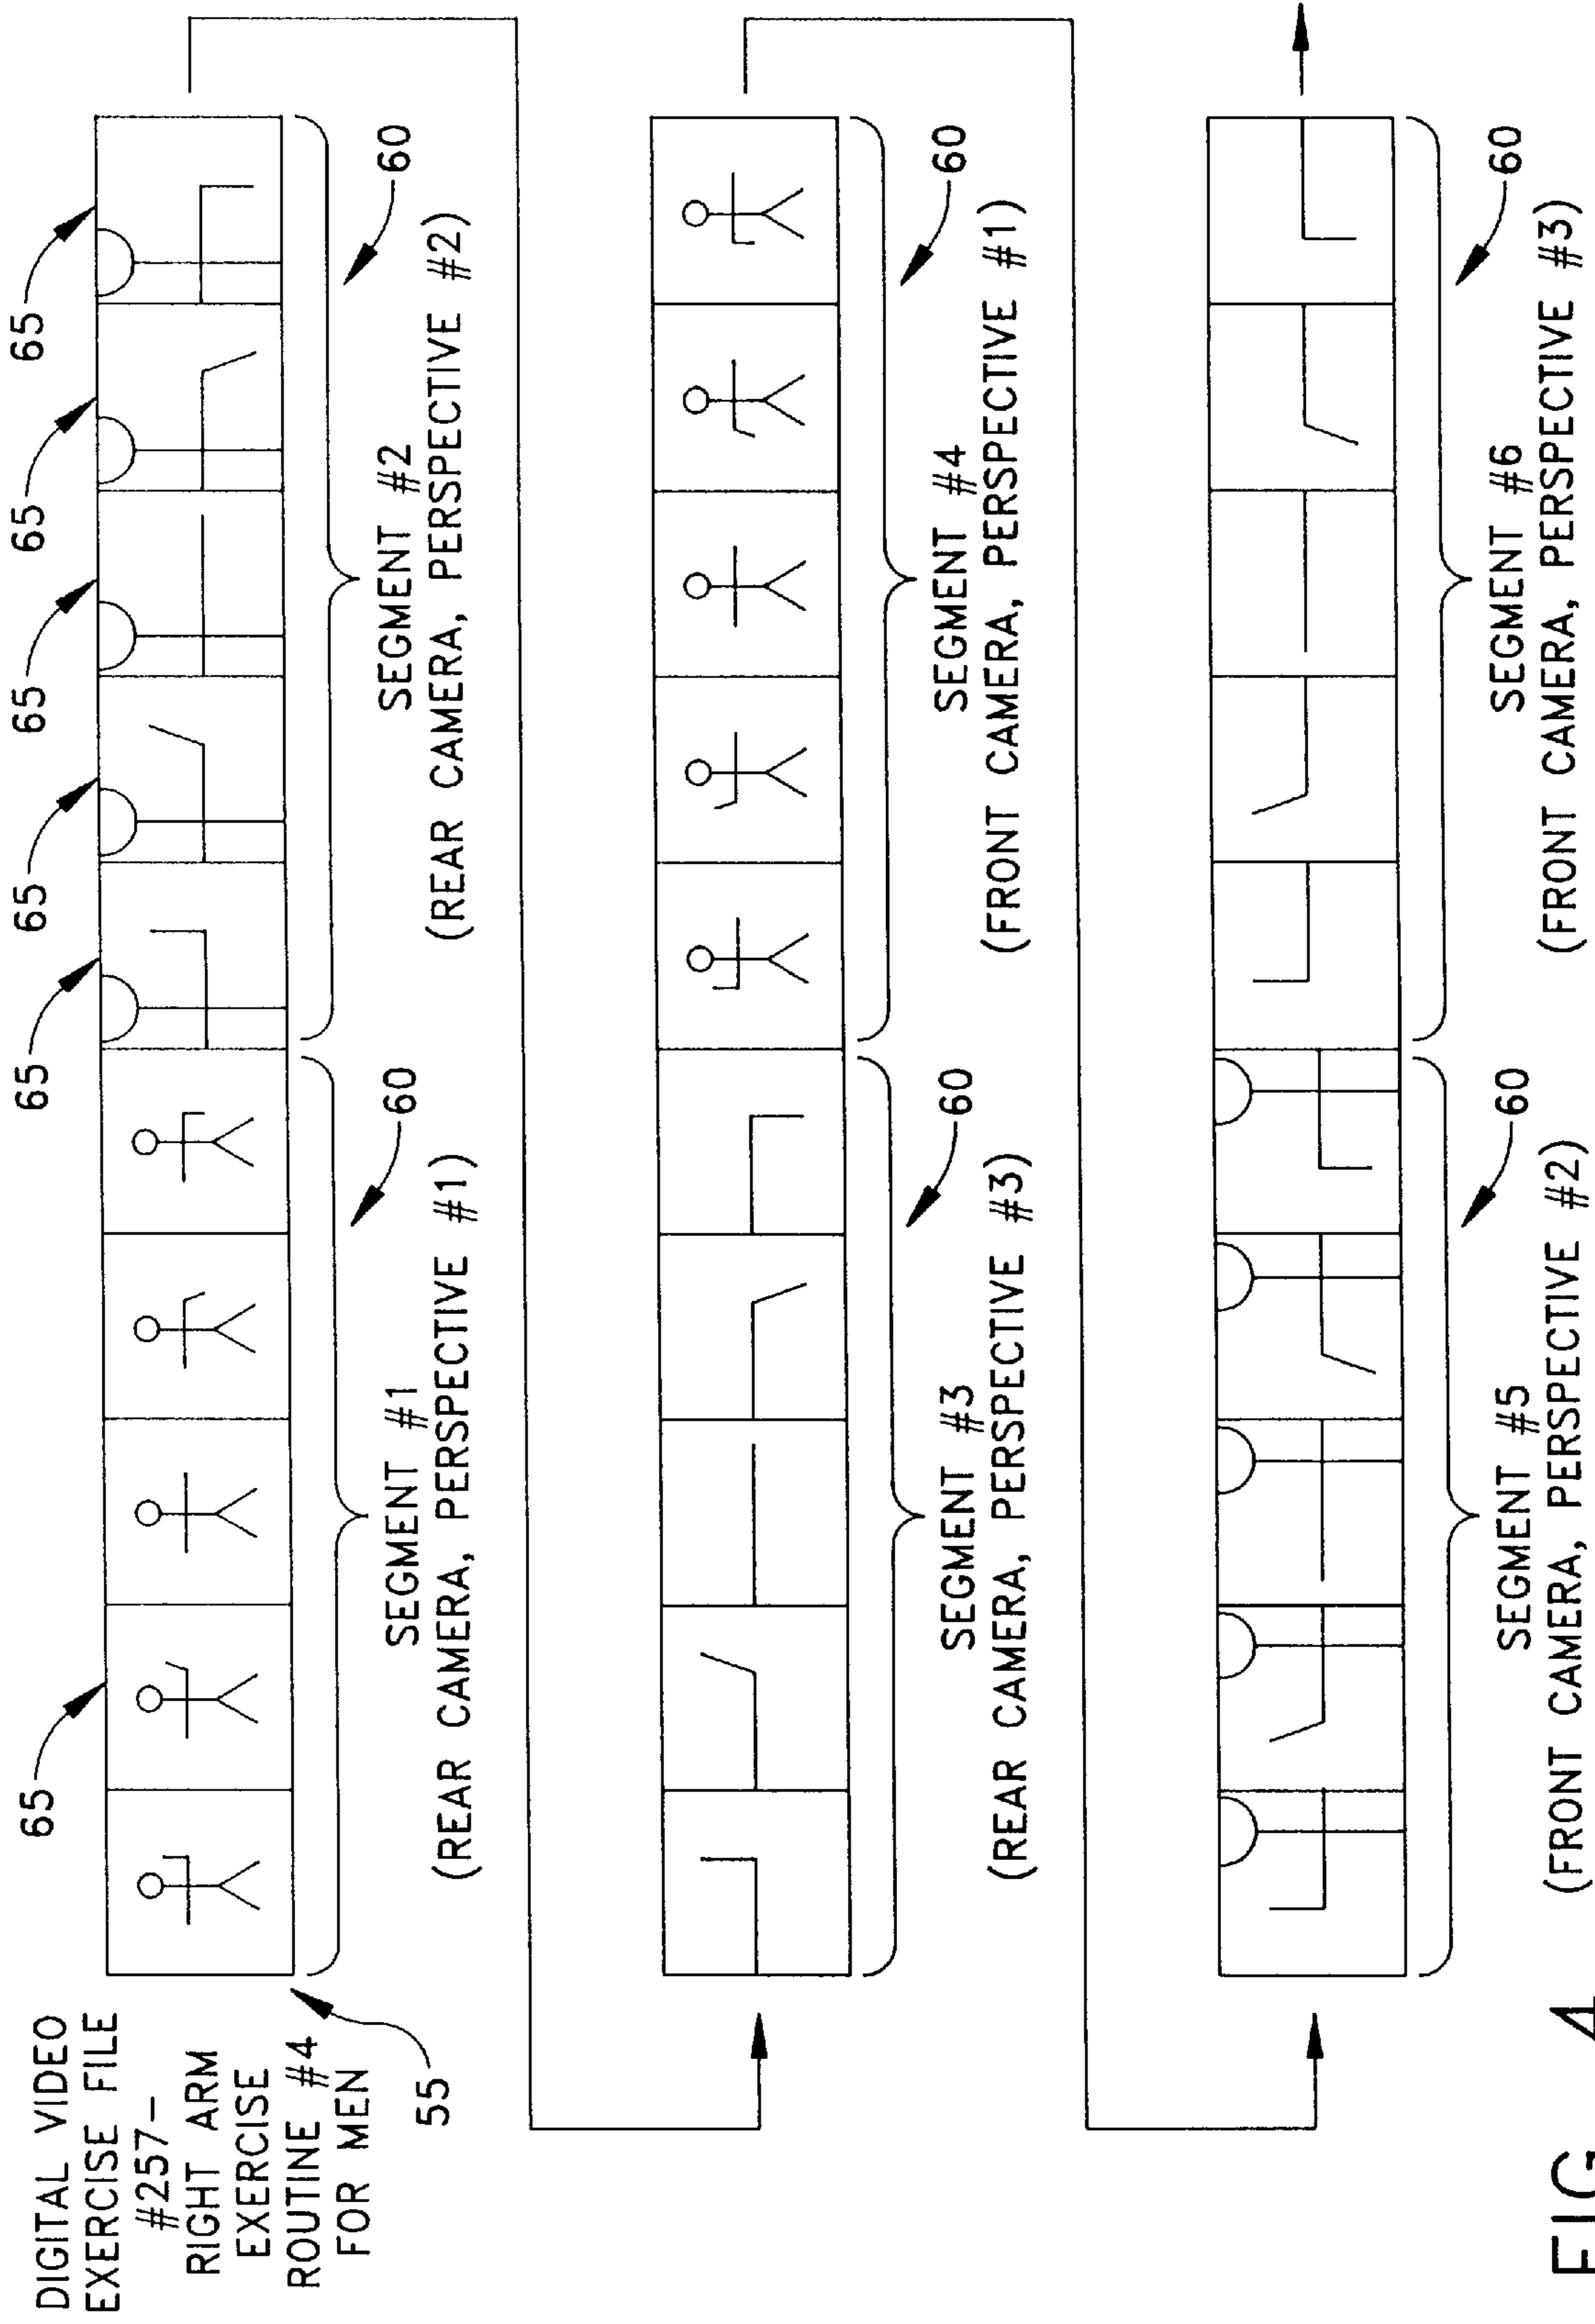 DIGITAL VIDEO
EXERCISE FILE
#257-
RIGHT ARM
EXERCISE
ROUTINE #4
FOR MEN
55
65
65
65
65
65
65
60
SEGMENT #1
(REAR CAMERA, PERSPECTIVE #1)
60
SEGMENT #2
(REAR CAMERA, PERSPECTIVE #2)
60
SEGMENT #3
(REAR CAMERA, PERSPECTIVE #3)
60
SEGMENT #4
(FRONT CAMERA, PERSPECTIVE #1)
60
SEGMENT #5
(FRONT CAMERA, PERSPECTIVE #2)
60
SEGMENT #6
(FRONT CAMERA, PERSPECTIVE #3)
FIG. 4